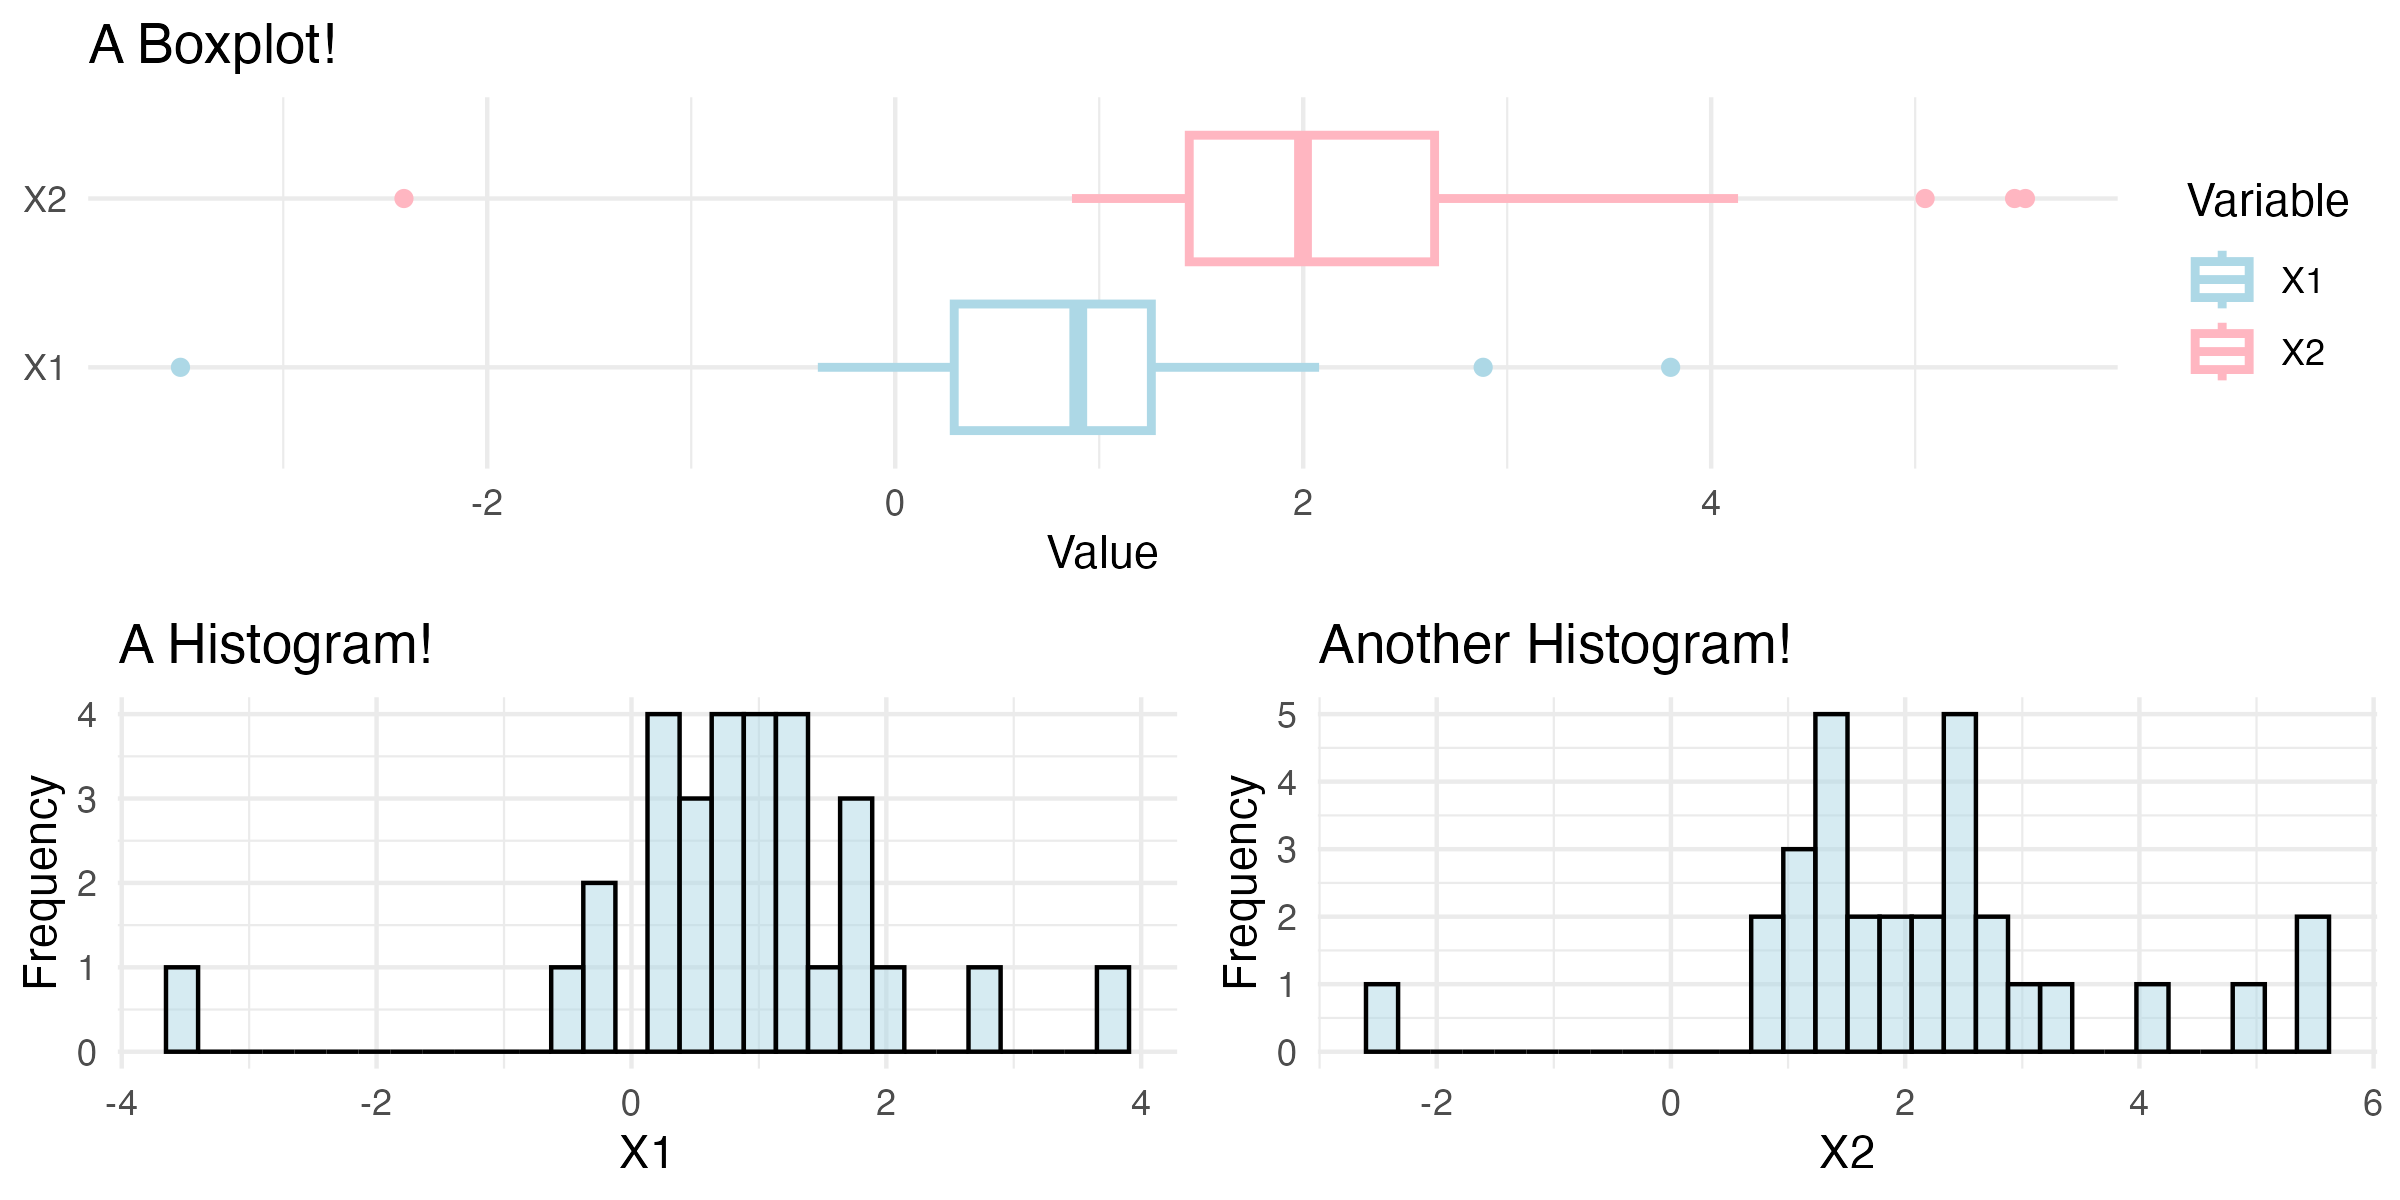 A Boxplot!
X2
X1
-2 0 2 4
Value
Variable
X1
X2
A Histogram!
4
3
2
1
0
Frequency
-4 -2 0 2 4
X1
Another Histogram!
5
4
3
2
1
0
Frequency
-2 0 2 4 6
X2